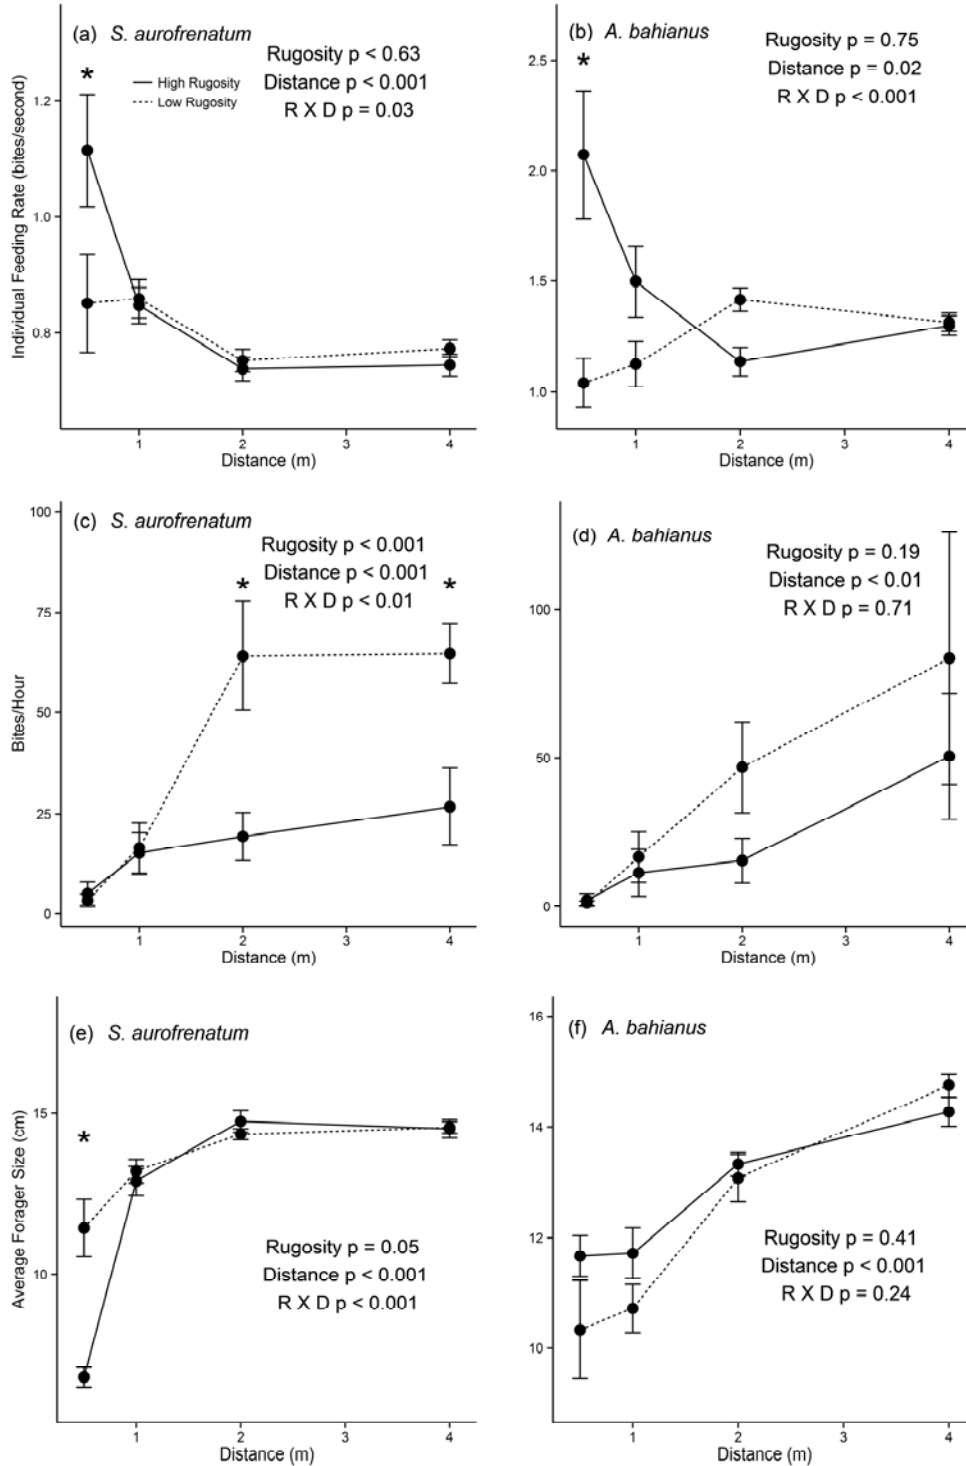 (a) S. aurofrenatum
Rugosity p < 0.63
Distance p < 0.001
R X D p = 0.03
*
High Rugosity
Low Rugosity
Individual Feeding Rate (bites/second)
1.2
1.0
0.8
1
2
3
4
Distance (m)
(b) A. bahianus
Rugosity p = 0.75
Distance p = 0.02
R X D p < 0.001
*
2.5
2.0
1.5
1.0
1
2
3
4
Distance (m)
(c) S. aurofrenatum
Rugosity p < 0.001
Distance p < 0.001
R X D p < 0.01
* *
Bites/Hour
100
75
50
25
0
1
2
3
4
Distance (m)
(d) A. bahianus
Rugosity p = 0.19
Distance p < 0.01
R X D p = 0.71
100
50
0
1
2
3
4
Distance (m)
(e) S. aurofrenatum
*
Rugosity p = 0.05
Distance p < 0.001
R X D p < 0.001
Average Forager Size (cm)
15
10
1
2
3
4
Distance (m)
(f) A. bahianus
Rugosity p = 0.41
Distance p < 0.001
R X D p = 0.24
16
14
12
10
1
2
3
4
Distance (m)